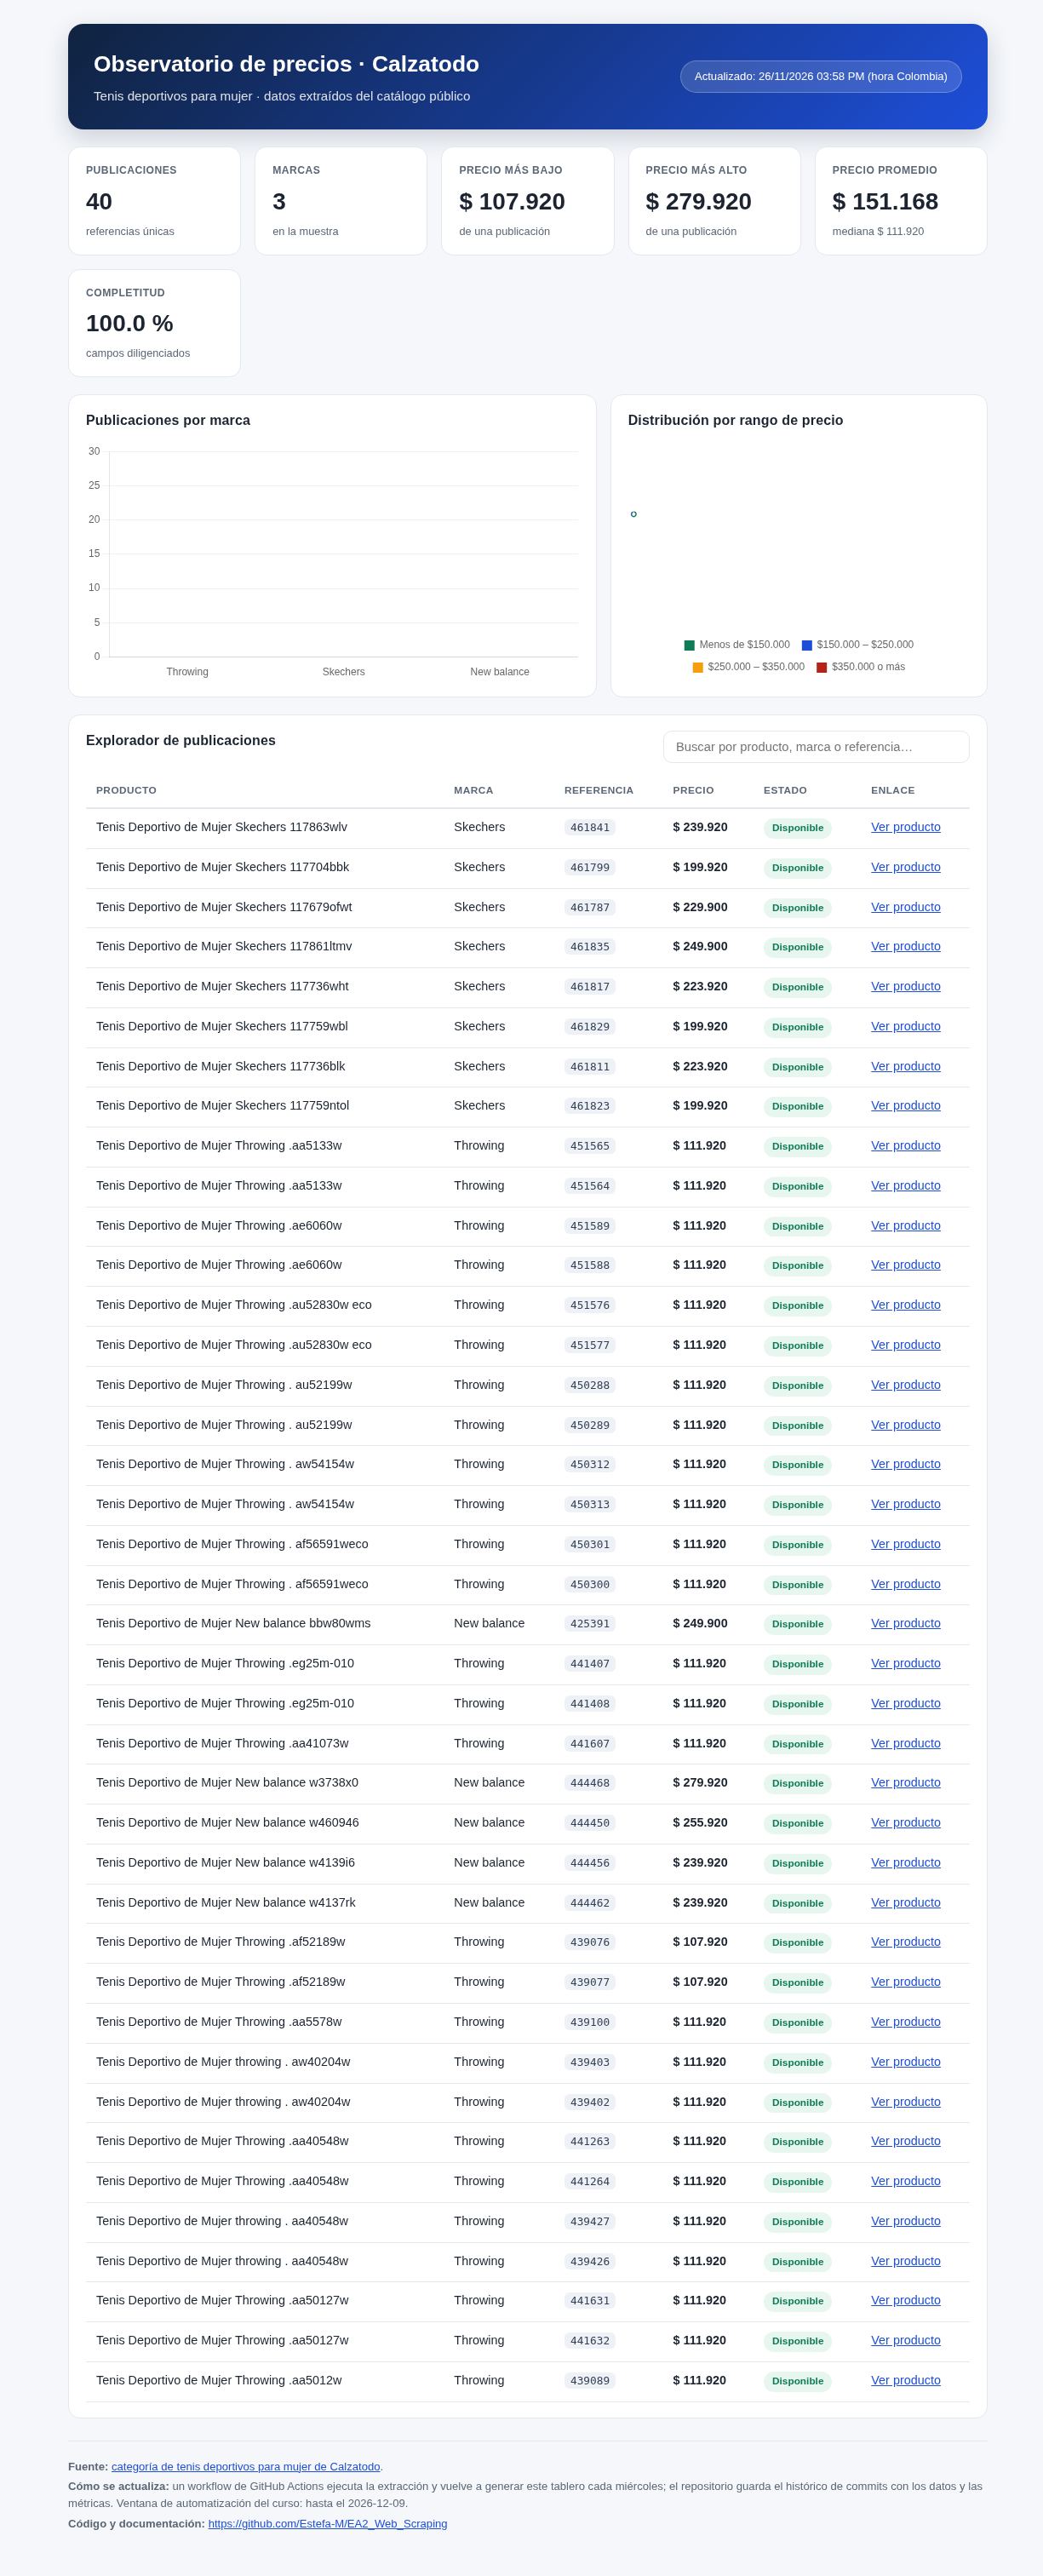 Observatorio de precios · Calzatodo
Tenis deportivos para mujer · datos extraídos del catálogo público
Actualizado: 26/11/2026 03:58 PM (hora Colombia)
PUBLICACIONES
40
referencias únicas
MARCAS
3
en la muestra
PRECIO MÁS BAJO
$ 107.920
de una publicación
PRECIO MÁS ALTO
$ 279.920
de una publicación
PRECIO PROMEDIO
$ 151.168
mediana $ 111.920
COMPLETITUD
100.0 %
campos diligenciados
Publicaciones por marca
30
25
20
15
10
5
0
Throwing Skechers New balance
Distribución por rango de precio
Menos de $150.000 $150.000 – $250.000
$250.000 – $350.000 $350.000 o más
Explorador de publicaciones
Buscar por producto, marca o referencia…
PRODUCTO MARCA REFERENCIA PRECIO ESTADO ENLACE
Tenis Deportivo de Mujer Skechers 117863wlv Skechers 461841 $ 239.920 Disponible Ver producto
Tenis Deportivo de Mujer Skechers 117704bbk Skechers 461799 $ 199.920 Disponible Ver producto
Tenis Deportivo de Mujer Skechers 117679ofwt Skechers 461787 $ 229.900 Disponible Ver producto
Tenis Deportivo de Mujer Skechers 117861ltmv Skechers 461835 $ 249.900 Disponible Ver producto
Tenis Deportivo de Mujer Skechers 117736wht Skechers 461817 $ 223.920 Disponible Ver producto
Tenis Deportivo de Mujer Skechers 117759wbl Skechers 461829 $ 199.920 Disponible Ver producto
Tenis Deportivo de Mujer Skechers 117736blk Skechers 461811 $ 223.920 Disponible Ver producto
Tenis Deportivo de Mujer Skechers 117759ntol Skechers 461823 $ 199.920 Disponible Ver producto
Tenis Deportivo de Mujer Throwing .aa5133w Throwing 451565 $ 111.920 Disponible Ver producto
Tenis Deportivo de Mujer Throwing .aa5133w Throwing 451564 $ 111.920 Disponible Ver producto
Tenis Deportivo de Mujer Throwing .ae6060w Throwing 451589 $ 111.920 Disponible Ver producto
Tenis Deportivo de Mujer Throwing .ae6060w Throwing 451588 $ 111.920 Disponible Ver producto
Tenis Deportivo de Mujer Throwing .au52830w eco Throwing 451576 $ 111.920 Disponible Ver producto
Tenis Deportivo de Mujer Throwing .au52830w eco Throwing 451577 $ 111.920 Disponible Ver producto
Tenis Deportivo de Mujer Throwing . au52199w Throwing 450288 $ 111.920 Disponible Ver producto
Tenis Deportivo de Mujer Throwing . au52199w Throwing 450289 $ 111.920 Disponible Ver producto
Tenis Deportivo de Mujer Throwing . aw54154w Throwing 450312 $ 111.920 Disponible Ver producto
Tenis Deportivo de Mujer Throwing . aw54154w Throwing 450313 $ 111.920 Disponible Ver producto
Tenis Deportivo de Mujer Throwing . af56591weco Throwing 450301 $ 111.920 Disponible Ver producto
Tenis Deportivo de Mujer Throwing . af56591weco Throwing 450300 $ 111.920 Disponible Ver producto
Tenis Deportivo de Mujer New balance bbw80wms New balance 425391 $ 249.900 Disponible Ver producto
Tenis Deportivo de Mujer Throwing .eg25m-010 Throwing 441407 $ 111.920 Disponible Ver producto
Tenis Deportivo de Mujer Throwing .eg25m-010 Throwing 441408 $ 111.920 Disponible Ver producto
Tenis Deportivo de Mujer Throwing .aa41073w Throwing 441607 $ 111.920 Disponible Ver producto
Tenis Deportivo de Mujer New balance w3738x0 New balance 444468 $ 279.920 Disponible Ver producto
Tenis Deportivo de Mujer New balance w460946 New balance 444450 $ 255.920 Disponible Ver producto
Tenis Deportivo de Mujer New balance w4139i6 New balance 444456 $ 239.920 Disponible Ver producto
Tenis Deportivo de Mujer New balance w4137rk New balance 444462 $ 239.920 Disponible Ver producto
Tenis Deportivo de Mujer Throwing .af52189w Throwing 439076 $ 107.920 Disponible Ver producto
Tenis Deportivo de Mujer Throwing .af52189w Throwing 439077 $ 107.920 Disponible Ver producto
Tenis Deportivo de Mujer Throwing .aa5578w Throwing 439100 $ 111.920 Disponible Ver producto
Tenis Deportivo de Mujer throwing . aw40204w Throwing 439403 $ 111.920 Disponible Ver producto
Tenis Deportivo de Mujer throwing . aw40204w Throwing 439402 $ 111.920 Disponible Ver producto
Tenis Deportivo de Mujer Throwing .aa40548w Throwing 441263 $ 111.920 Disponible Ver producto
Tenis Deportivo de Mujer Throwing .aa40548w Throwing 441264 $ 111.920 Disponible Ver producto
Tenis Deportivo de Mujer throwing . aa40548w Throwing 439427 $ 111.920 Disponible Ver producto
Tenis Deportivo de Mujer throwing . aa40548w Throwing 439426 $ 111.920 Disponible Ver producto
Tenis Deportivo de Mujer Throwing .aa50127w Throwing 441631 $ 111.920 Disponible Ver producto
Tenis Deportivo de Mujer Throwing .aa50127w Throwing 441632 $ 111.920 Disponible Ver producto
Tenis Deportivo de Mujer Throwing .aa5012w Throwing 439089 $ 111.920 Disponible Ver producto
Fuente: categoría de tenis deportivos para mujer de Calzatodo.
Cómo se actualiza: un workflow de GitHub Actions ejecuta la extracción y vuelve a generar este tablero cada miércoles; el repositorio guarda el histórico de commits con los datos y las
métricas. Ventana de automatización del curso: hasta el 2026-12-09.
Código y documentación: https://github.com/Estefa-M/EA2_Web_Scraping